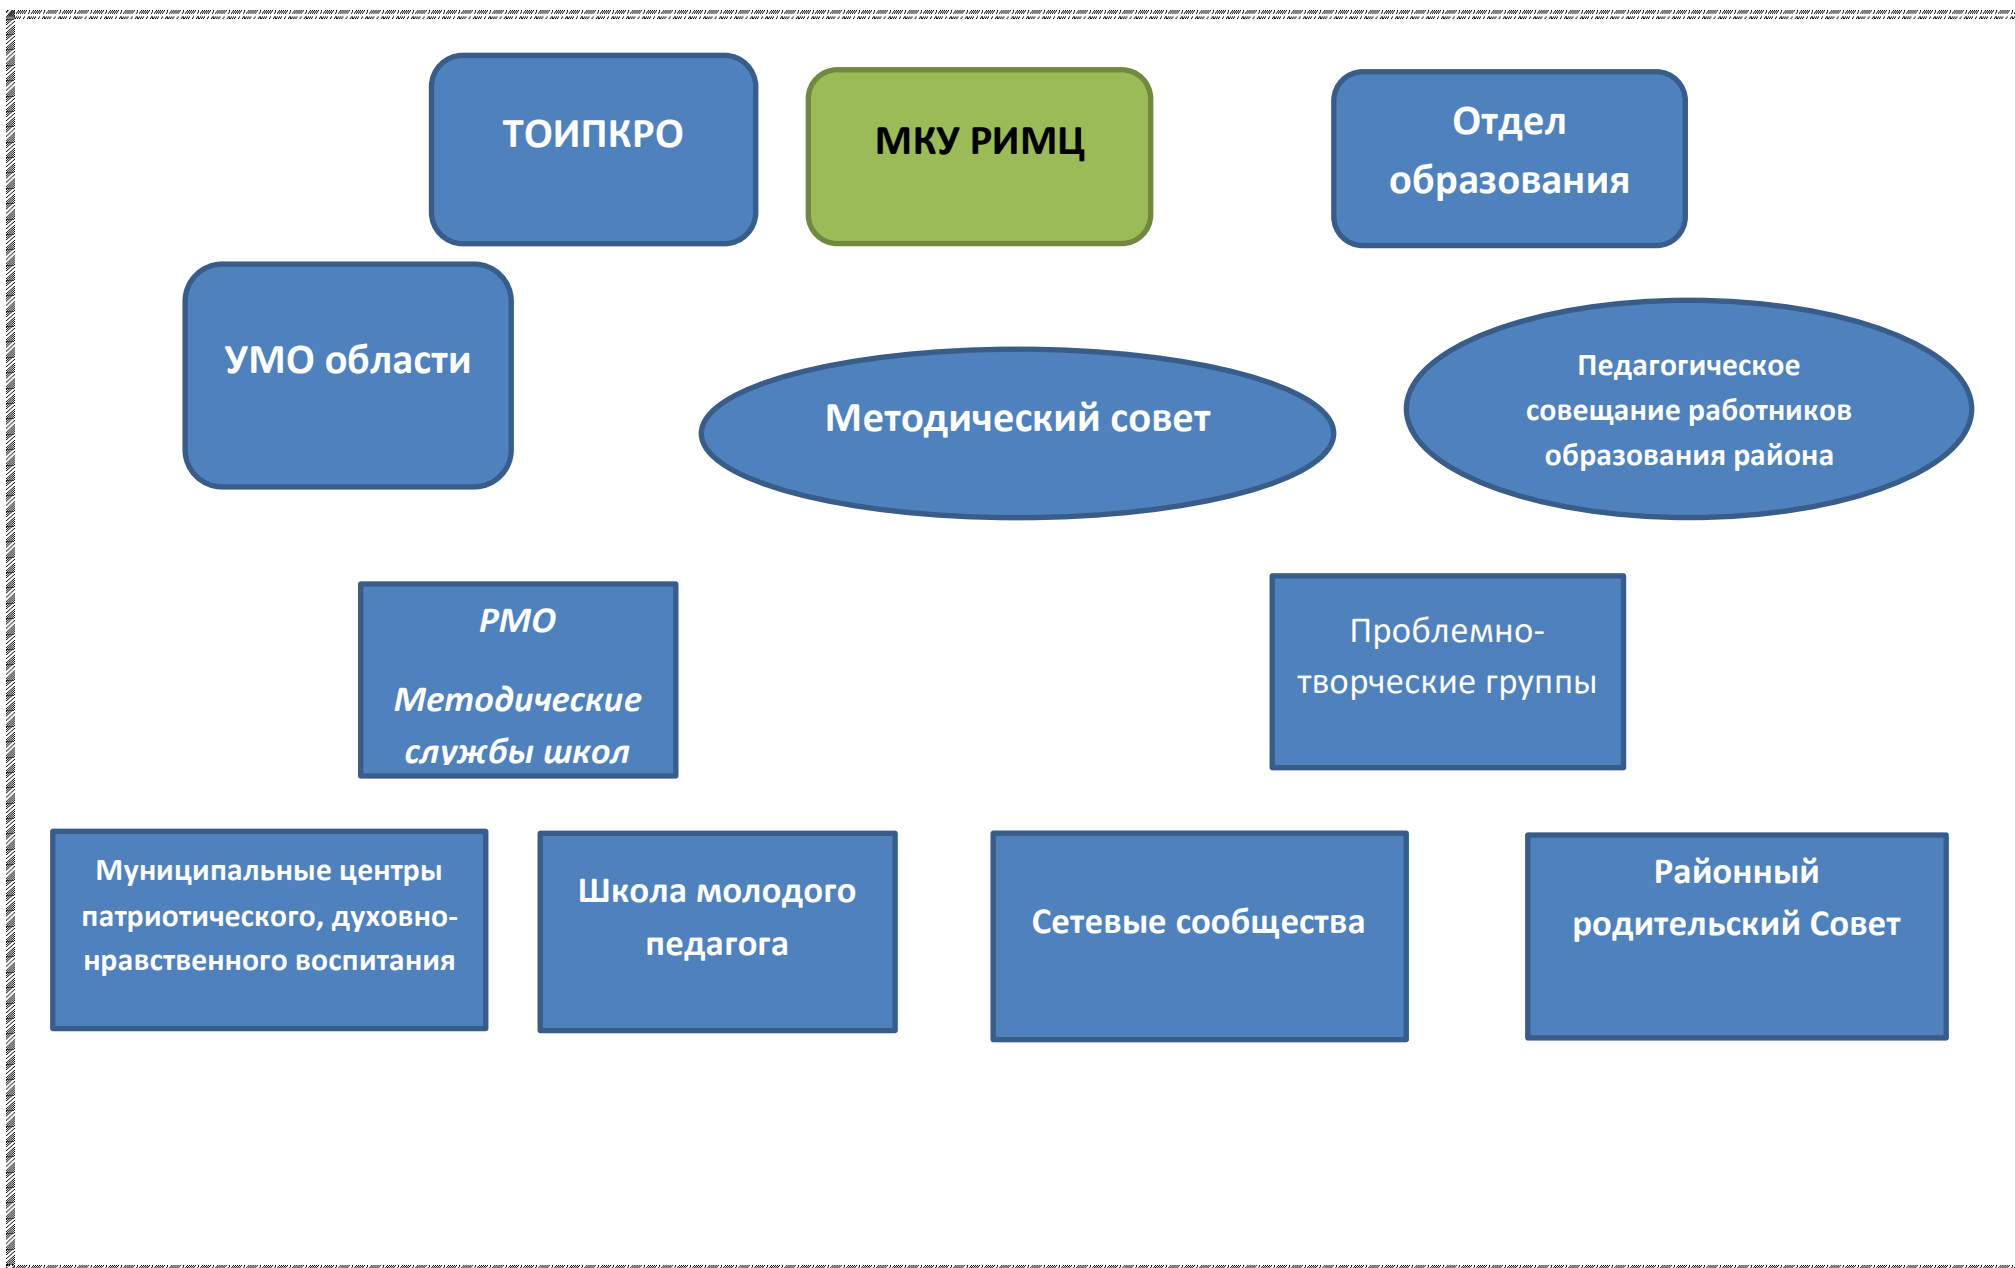 ТОИПКРО
МКУ РИМЦ
Отдел
образования
УМО области
Методический совет
Педагогическое
совещание работников
образования района
РМО
Методические
службы школ
Проблемно-
творческие группы
Муниципальные центры
патриотического, духовно-
нравственного воспитания
Школа молодого
педагога
Сетевые сообщества
Районный
родительский Совет